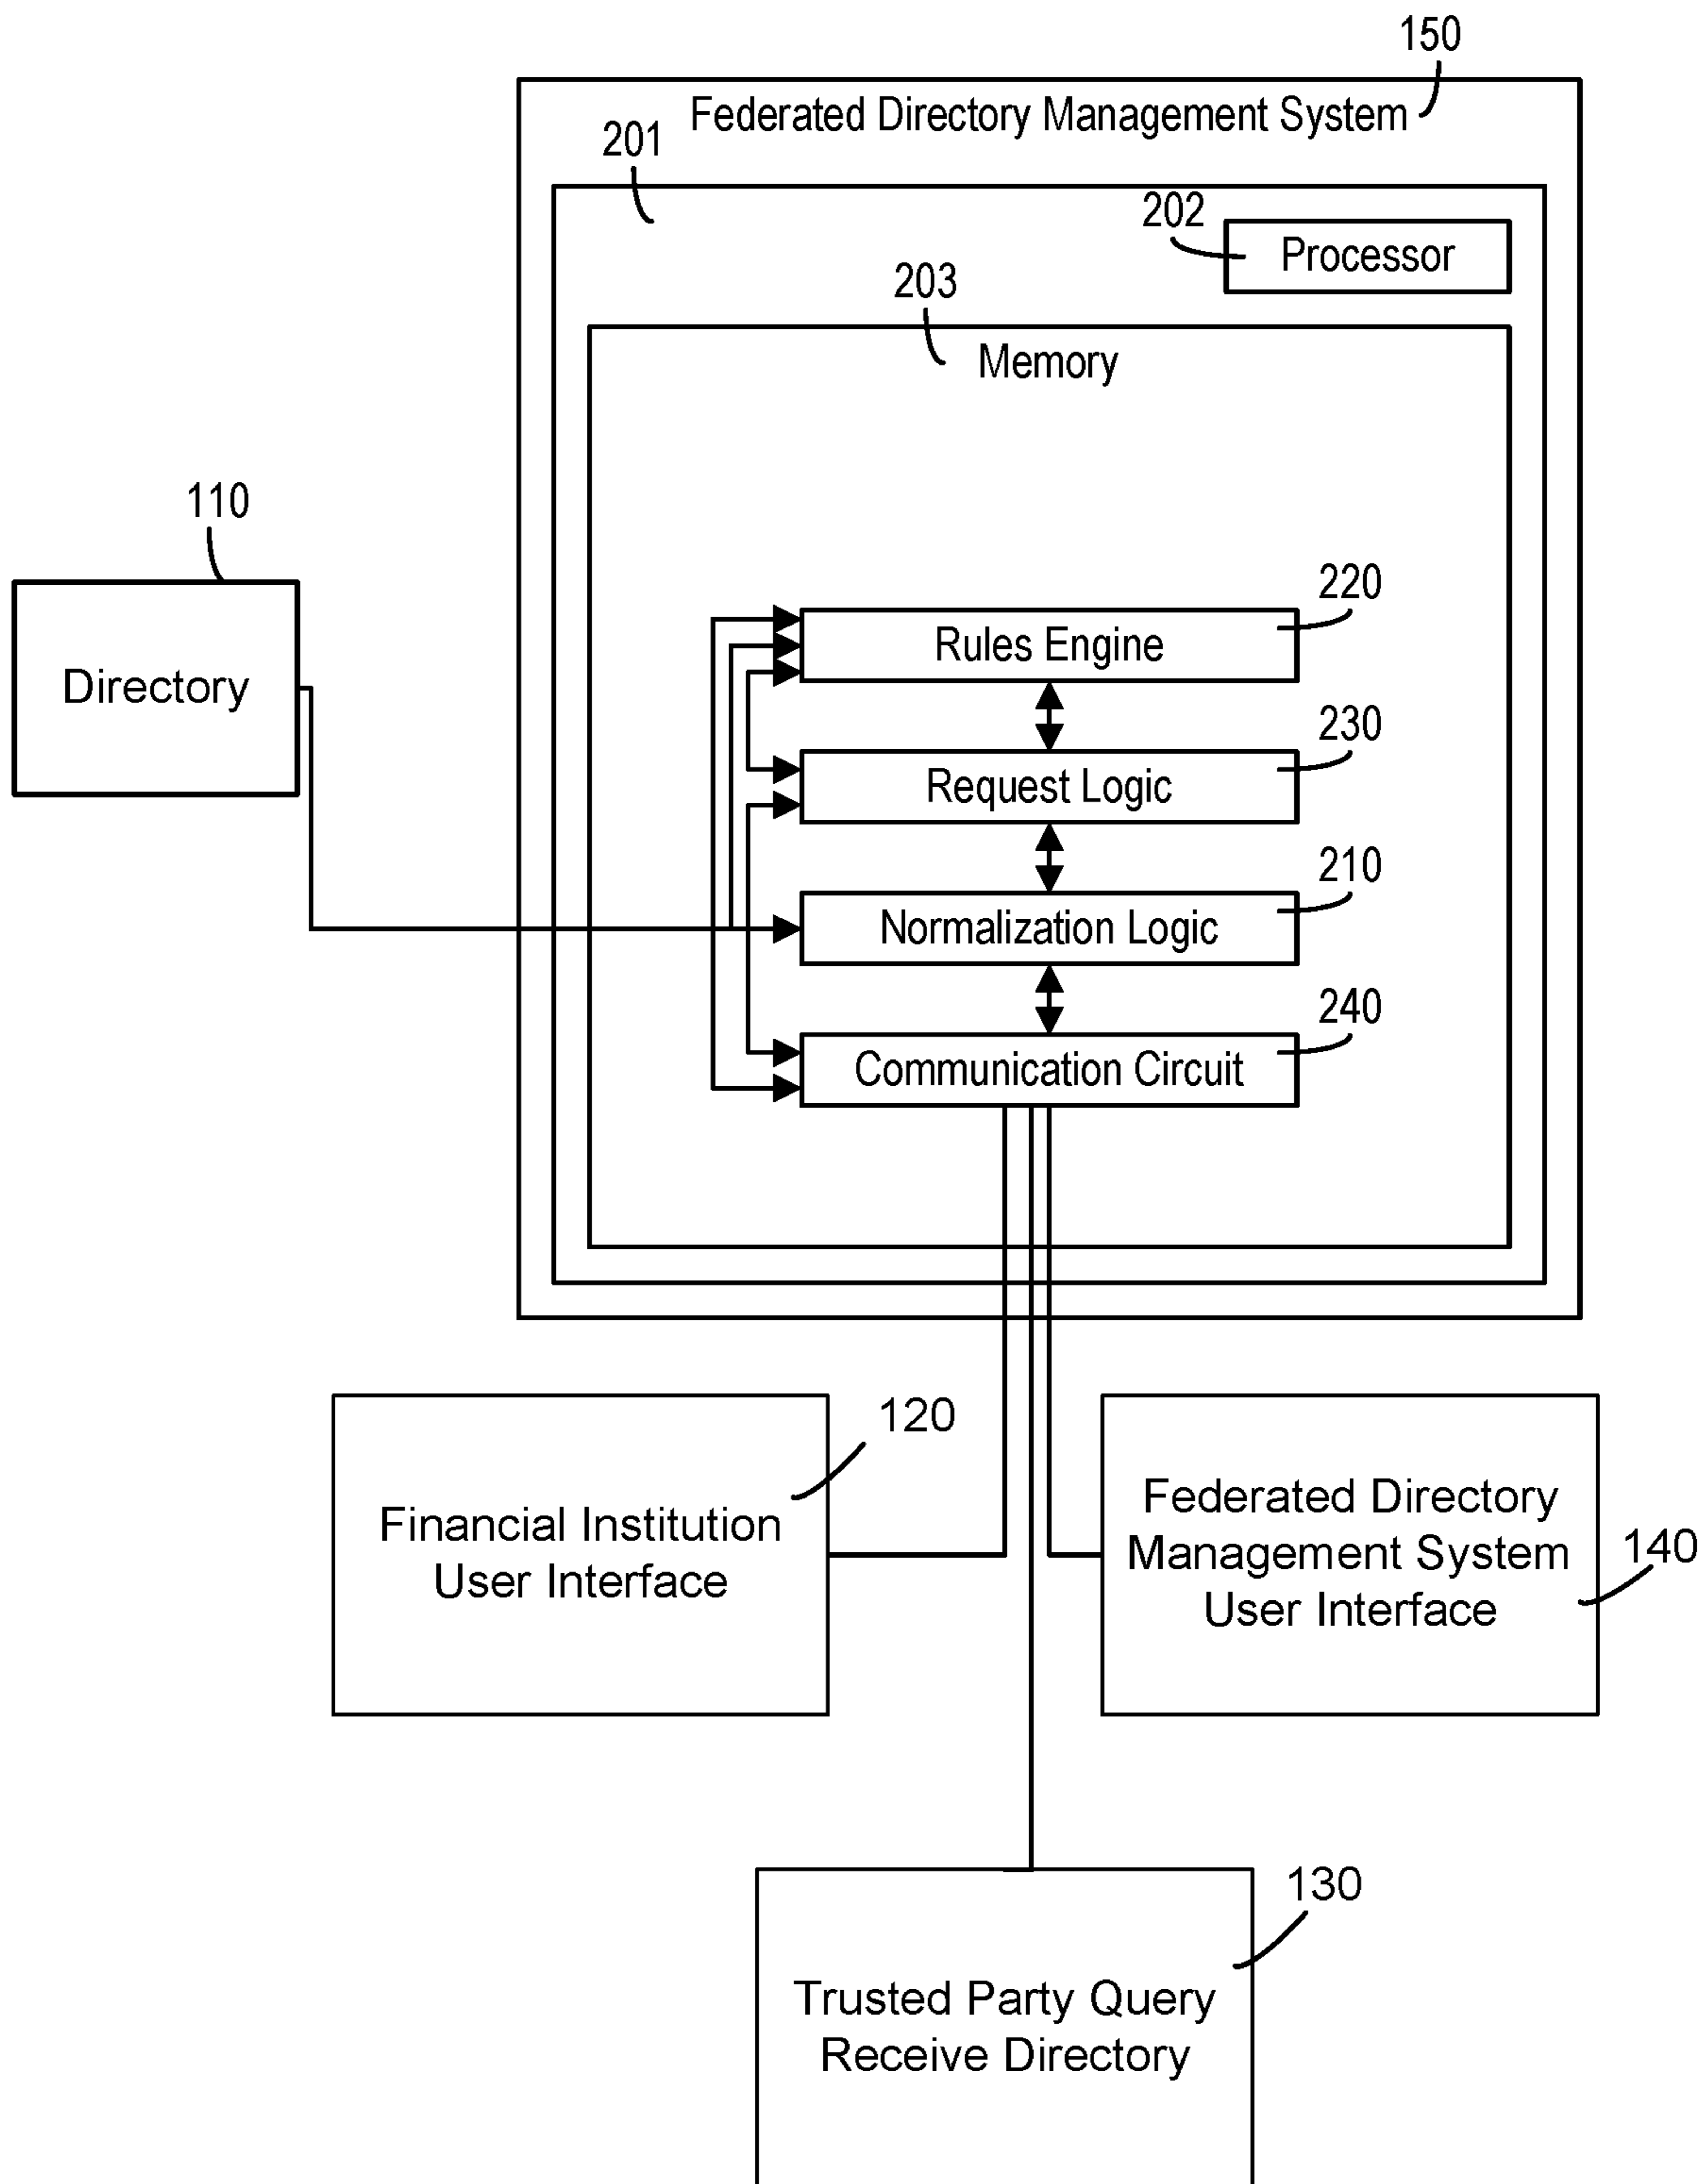 150
Federated Directory Management System
201
202
Processor
203
Memory
110
Directory
220
Rules Engine
230
Request Logic
210
Normalization Logic
240
Communication Circuit
120
Financial Institution
User Interface
Federated Directory
Management System
User Interface
140
130
Trusted Party Query
Receive Directory